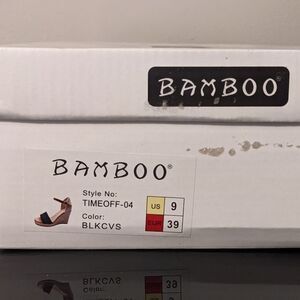 BAMBOO®
BAMBOO®
Style No:
TIMEOFF-04
Color:
BLKCVS
US 9
EUR 39